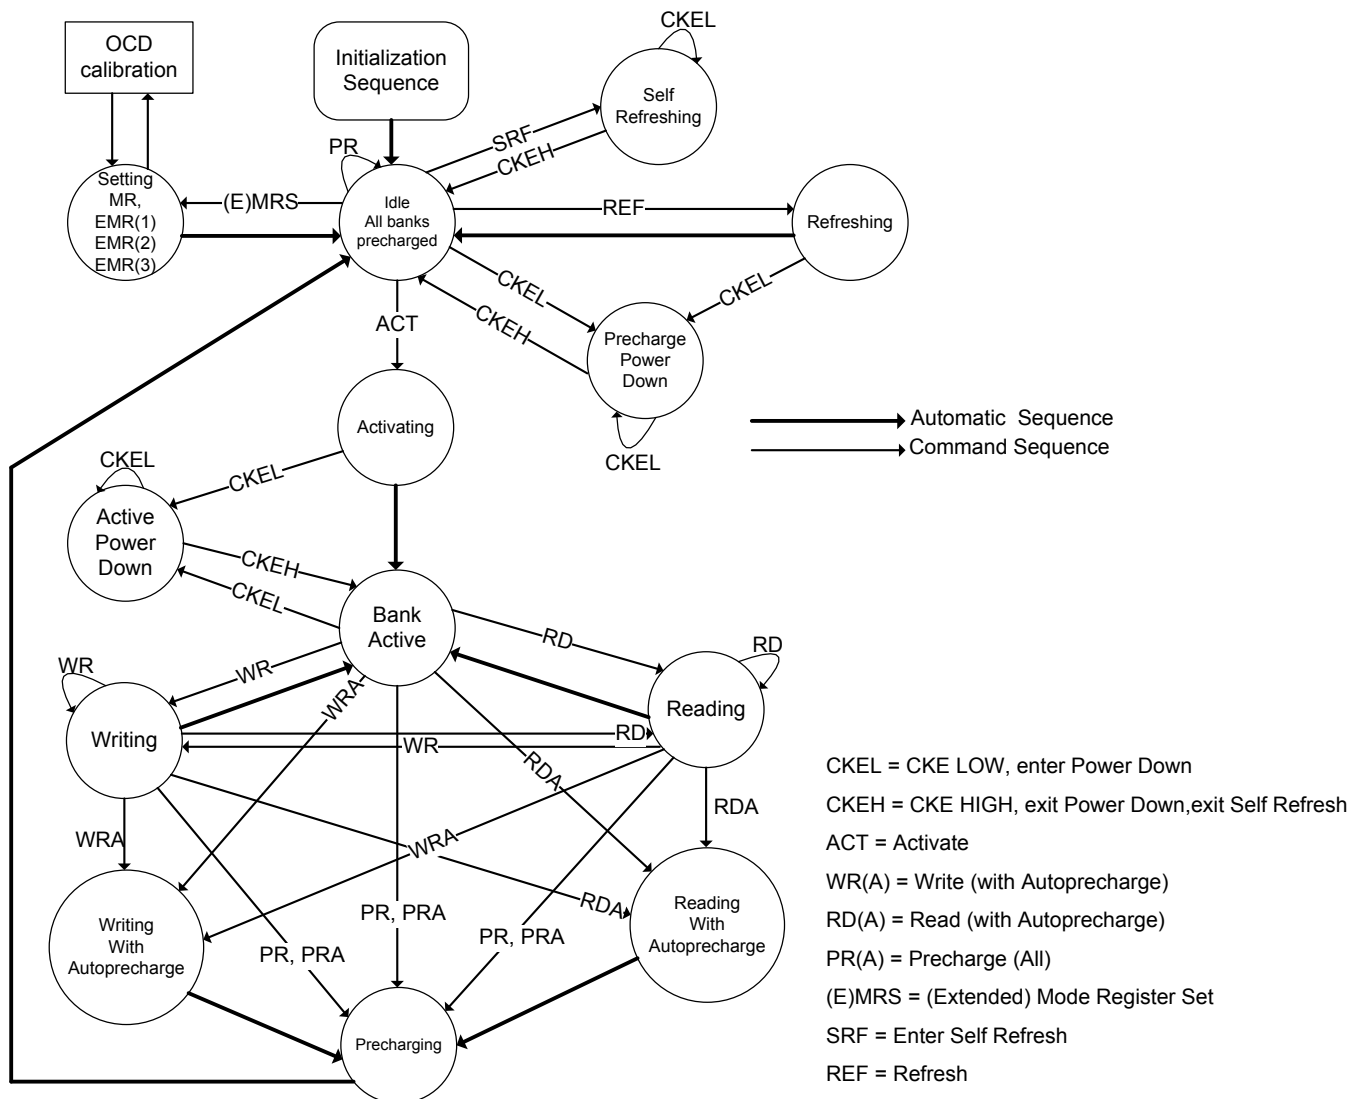 OCD
calibration
Initialization
Sequence
CKEL
Self
Refreshing
SRF
CKEH
PR
Setting
MR,
EMR(1)
EMR(2)
EMR(3)
(E)MRS
Idle
All banks
precharged
REF
Refreshing
CKEL
CKEH
CKEL
ACT
Precharge
Power
Down
CKEL
Activating
Automatic Sequence
Command Sequence
CKEL
CKEL
Active
Power
Down
CKEH
CKEL
Bank
Active
RD
RD
WR
WR
WRA
Reading
Writing
RD
WR
RDA
RDA
WRA
WRA
RDA
PR, PRA
PR, PRA
PR, PRA
Writing
With
Autoprecharge
Reading
With
Autoprecharge
Precharging
CKEL = CKE LOW, enter Power Down
CKEH = CKE HIGH, exit Power Down,exit Self Refresh
ACT = Activate
WR(A) = Write (with Autoprecharge)
RD(A) = Read (with Autoprecharge)
PR(A) = Precharge (All)
(E)MRS = (Extended) Mode Register Set
SRF = Enter Self Refresh
REF = Refresh